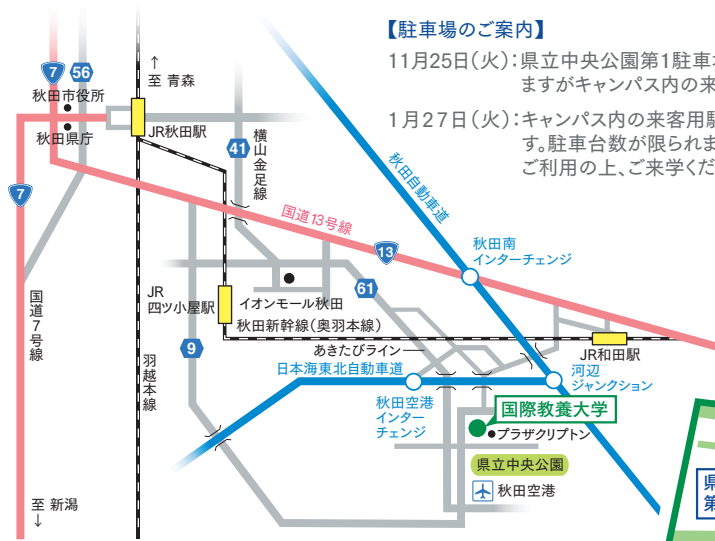 【駐車場のご案内】
11月25日(火):県立中央公園第1駐車
ますがキャンパス内の来
1月27日(火):キャンパス内の来客用
す。駐車台数が限られま
ご利用の上、ご来学くだ
7
56
↑
至 青森
秋田市役所
秋田県庁
JR秋田駅
横山金足線
41
7
秋田自動車道
国道13号線
13
秋田南
インターチェンジ
国道7号線
JR
四ツ小屋駅
イオンモール秋田
61
秋田新幹線(奥羽本線)
9
羽越本線
あきたびライン
JR和田駅
日本海東北自動車道
河辺
ジャンクション
秋田空港
インター
チェンジ
国際教養大学
プラザクリプトン
県立中央公園
秋田空港
至 新潟
↓
県
第